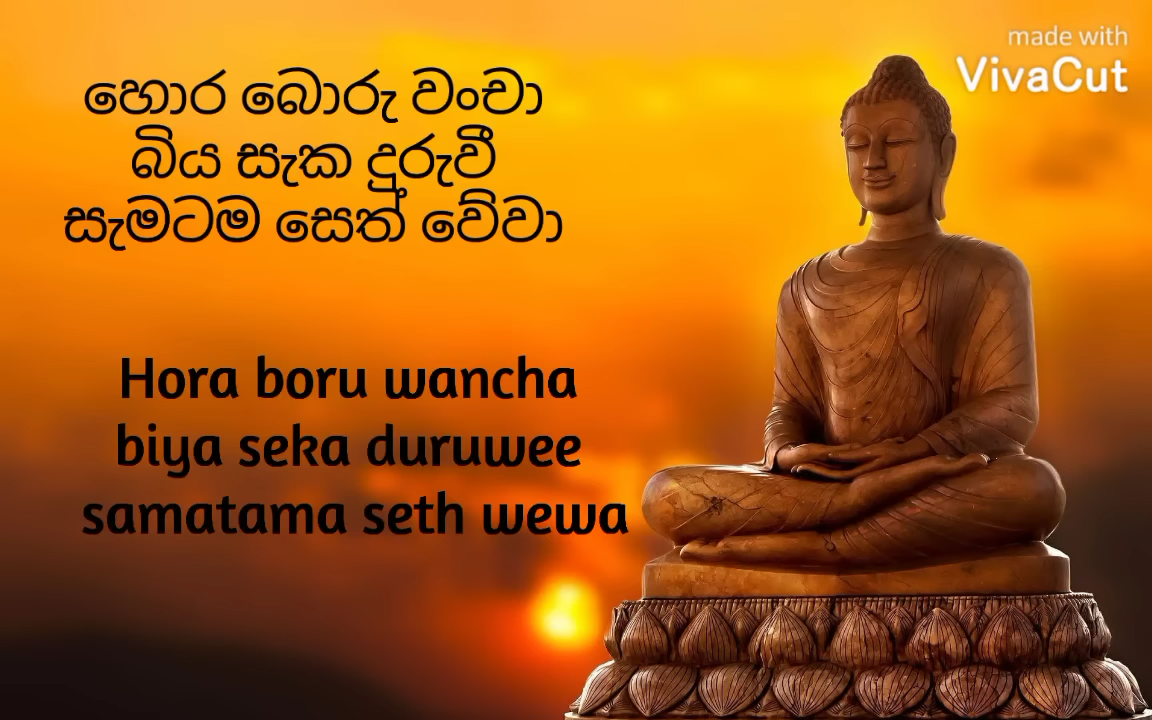 made with
VivaCut
හොර බොරු වංචා
බිය සැක දුරුවී
සැමටම සෙත් වේවා
Hora boru wancha
biya seka duruwee
samatama seth wewa